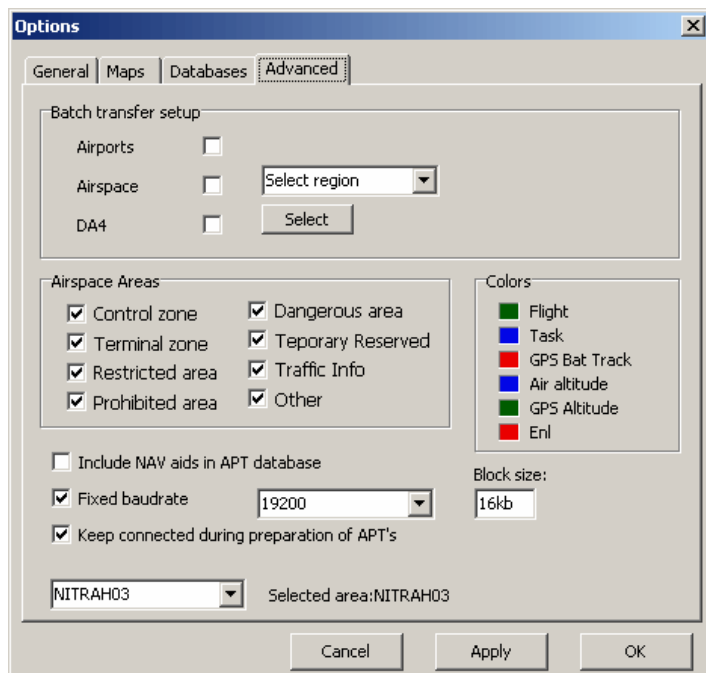 Options
General Maps Databases Advanced
Batch transfer setup
Airports
Airspace Select region
DA4 Select
Airspace Areas
Control zone Dangerous area
Terminal zone Teporary Reserved
Restricted area Traffic Info
Prohibited area Other
Colors
Flight
Task
GPS Bat Track
Air altitude
GPS Altitude
Enl
Include NAV aids in APT database
Fixed baudrate 19200
Block size:
16kb
Keep connected during preparation of APT's
NITRAH03 Selected area:NITRAH03
Cancel Apply OK